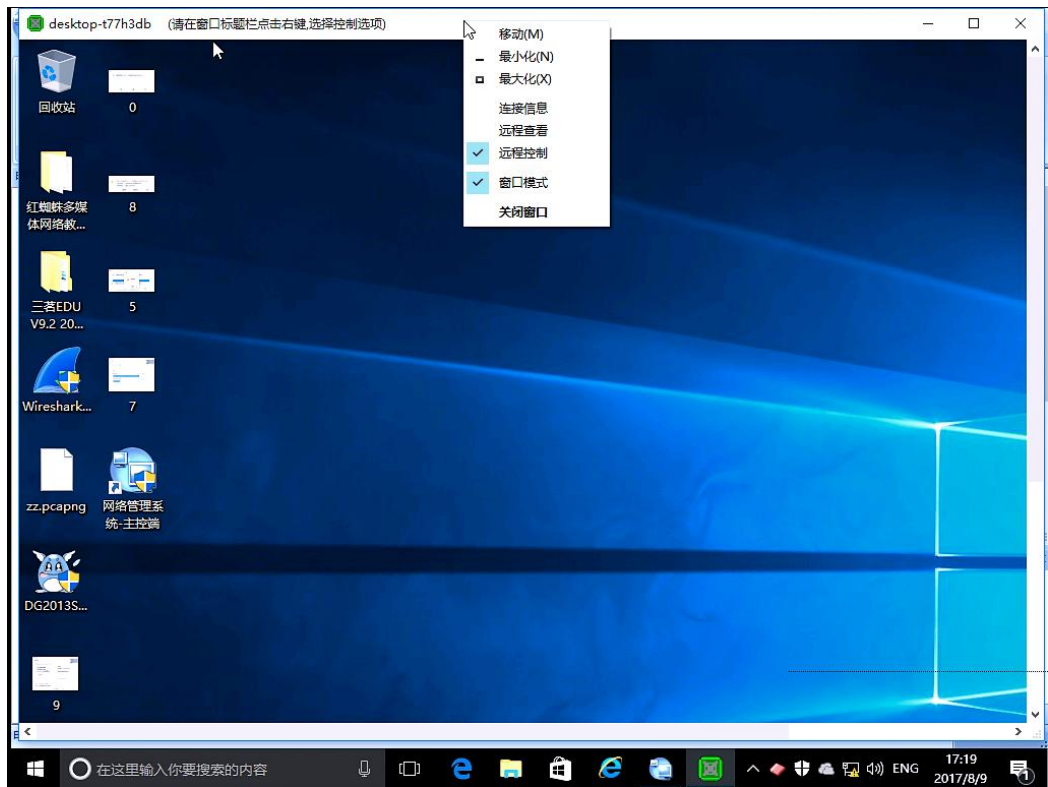 desktop-t77h3db (请在窗口标题栏点击右键,选择控制选项)
移动(M)
最小化(N)
最大化(X)
连接信息
远程查看
远程控制
窗口模式
关闭窗口
回收站
0
红蜘蛛多媒
体网络教...
8
三茗EDU
V9.2 20...
5
Wireshark...
7
zz.pcapng
网络管理系
统-主控端
DG2013S...
9
在这里输入你要搜索的内容
ENG
17:19
2017/8/9
1